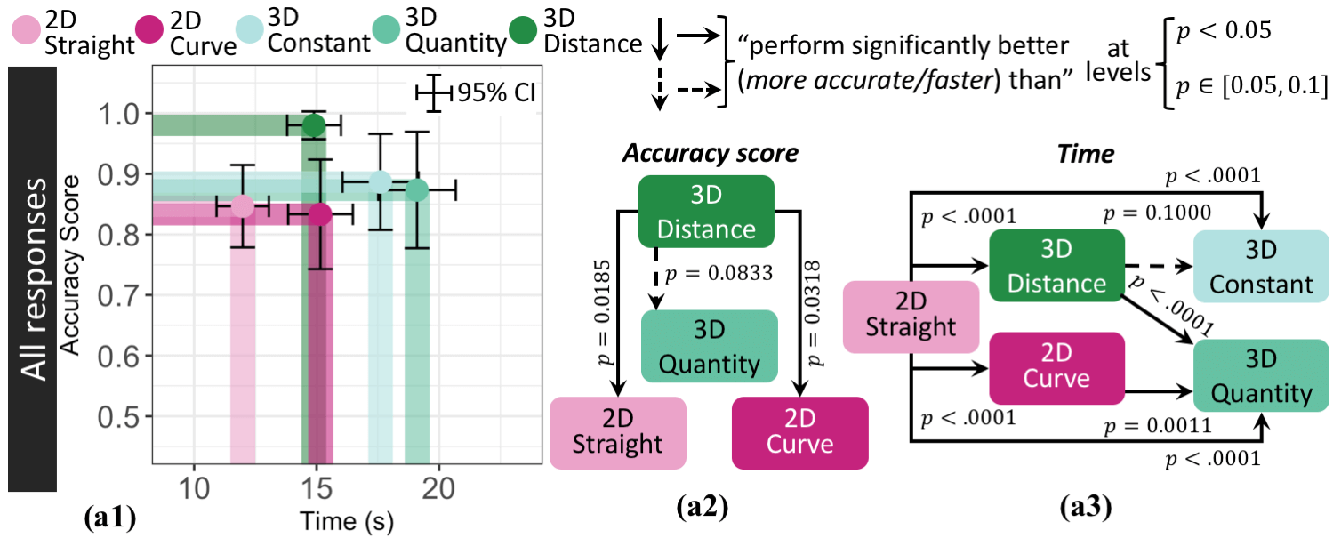 2D Straight
2D Curve
3D Constant
3D Quantity
3D Distance
"perform significantly better
(more accurate/faster) than"
at
levels
p < 0.05
p ∈ [0.05, 0.1]
All responses
Accuracy Score
1.0
0.9
0.8
0.7
0.6
0.5
95% CI
10
15
20
Time (s)
(a1)
Accuracy score
3D
Distance
p = 0.0185
p = 0.0833
p = 0.0318
3D
Quantity
2D
Straight
2D
Curve
(a2)
Time
p < .0001
p < .0001
p = 0.1000
3D
Distance
3D
Constant
p < .0001
2D
Straight
2D
Curve
3D
Quantity
p < .0001
p = 0.0011
p < .0001
(a3)